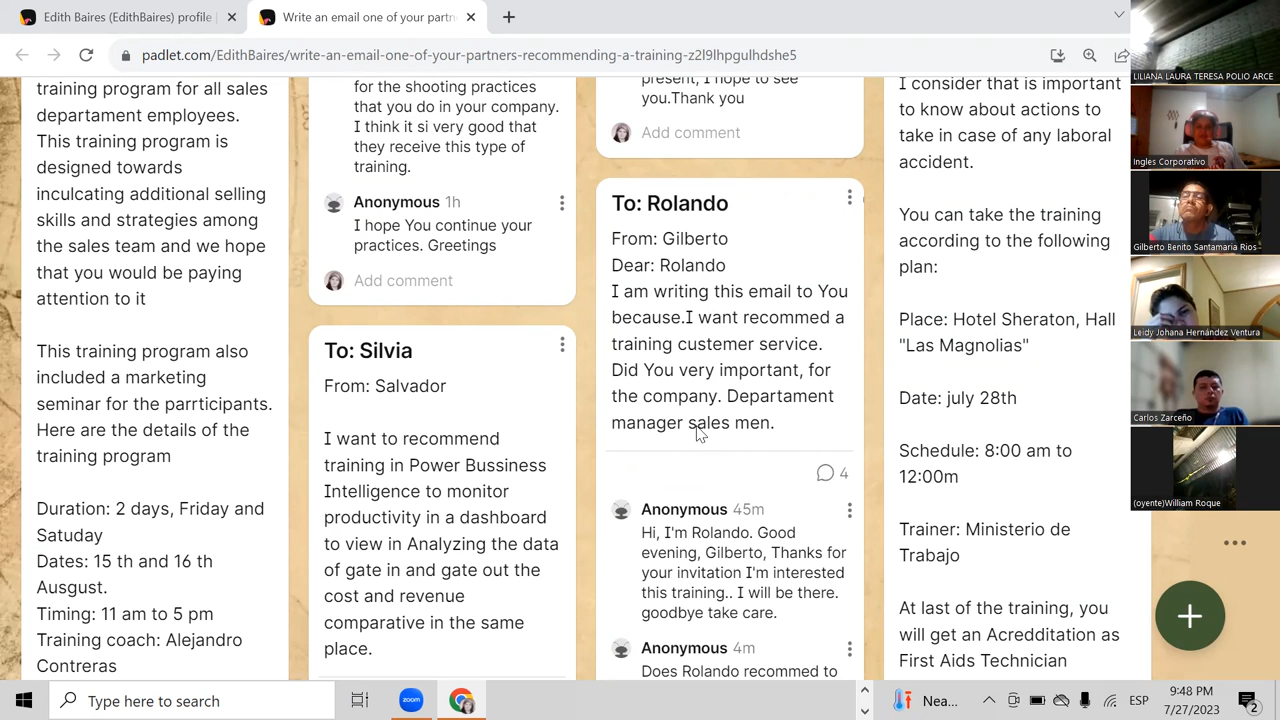 Edith Baires (EdithBaires) profile
Write an email one of your partn
padlet.com/EdithBaires/write-an-email-one-of-your-partners-recommending-a-training-z2l9lhpgulhdshe5
training program for all sales
departament employees.
This training program is
designed towards
inculcating additional selling
skills and strategies among
the sales team and we hope
that you would be paying
attention to it
This training program also
included a marketing
seminar for the parrticipants.
Here are the details of the
training program
Duration: 2 days, Friday and
Satuday
Dates: 15 th and 16 th
Ausgust.
Timing: 11 am to 5 pm
Training coach: Alejandro
Contreras
for the shooting practices
that you do in your company.
I think it si very good that
they receive this type of
training.
Anonymous 1h
I hope You continue your
practices. Greetings
Add comment
To: Silvia
From: Salvador
I want to recommend
training in Power Bussiness
Intelligence to monitor
productivity in a dashboard
to view in Analyzing the data
of gate in and gate out the
cost and revenue
comparative in the same
place.
present, I hope to see
you.Thank you
Add comment
To: Rolando
From: Gilberto
Dear: Rolando
I am writing this email to You
because.I want recommed a
training custemer service.
Did You very important, for
the company. Departament
manager sales men.
4
Anonymous 45m
Hi, I'm Rolando. Good
evening, Gilberto, Thanks for
your invitation I'm interested
this training.. I will be there.
goodbye take care.
Anonymous 4m
Does Rolando recommed to
I consider that is important
to know about actions to
take in case of any laboral
accident.
You can take the training
according to the following
plan:
Place: Hotel Sheraton, Hall
"Las Magnolias"
Date: july 28th
Schedule: 8:00 am to
12:00m
Trainer: Ministerio de
Trabajo
At last of the training, you
will get an Acredditation as
First Aids Technician
LILIANA LAURA TERESA POLIO ARCE
Ingles Corporativo
Gilberto Benito Santamaria Rios -
Leidy Johana Hernández Ventura
Carlos Zarceño
(oyente)William Roque
Type here to search
zoom
Nea...
ESP
9:48 PM
7/27/2023
2